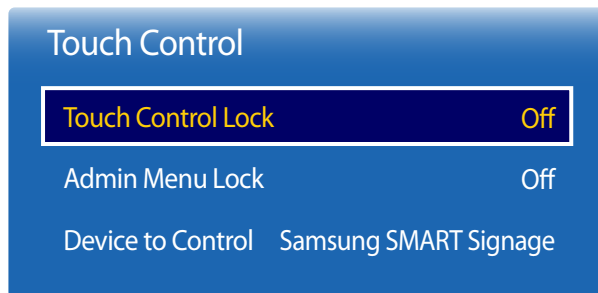 Touch Control
Touch Control Lock Off
Admin Menu Lock Off
Device to Control Samsung SMART Signage